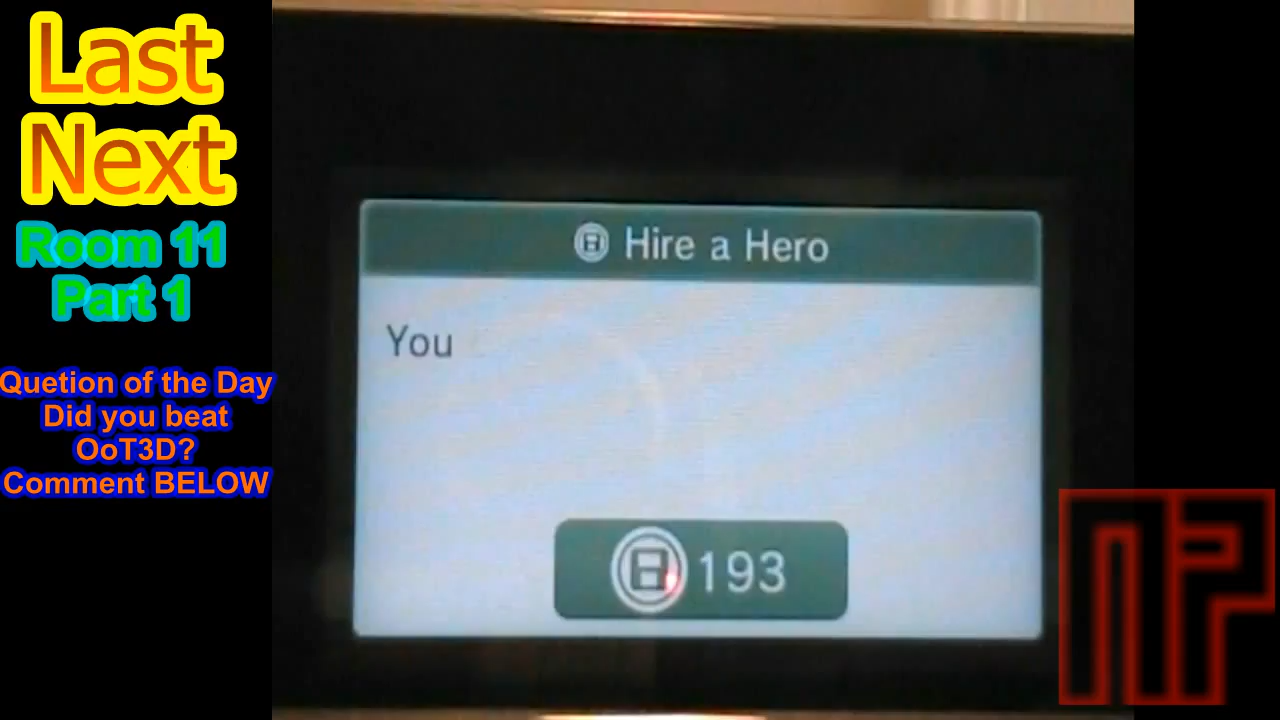 Last
Next
Room 11
Part 1
Quetion of the Day
Did you beat
OoT3D?
Comment BELOW
Hire a Hero
You
193
NP